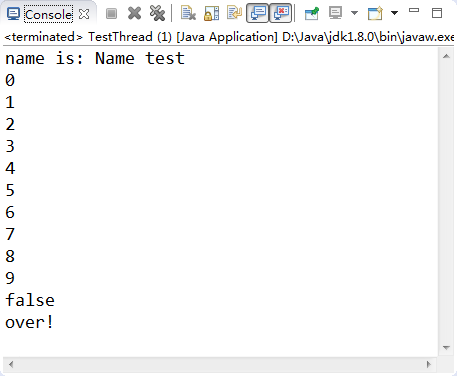 Console
<terminated> TestThread (1) [Java Application] D:\Java\jdk1.8.0\bin\javaw.exe
name is: Name test
0
1
2
3
4
5
6
7
8
9
false
over!